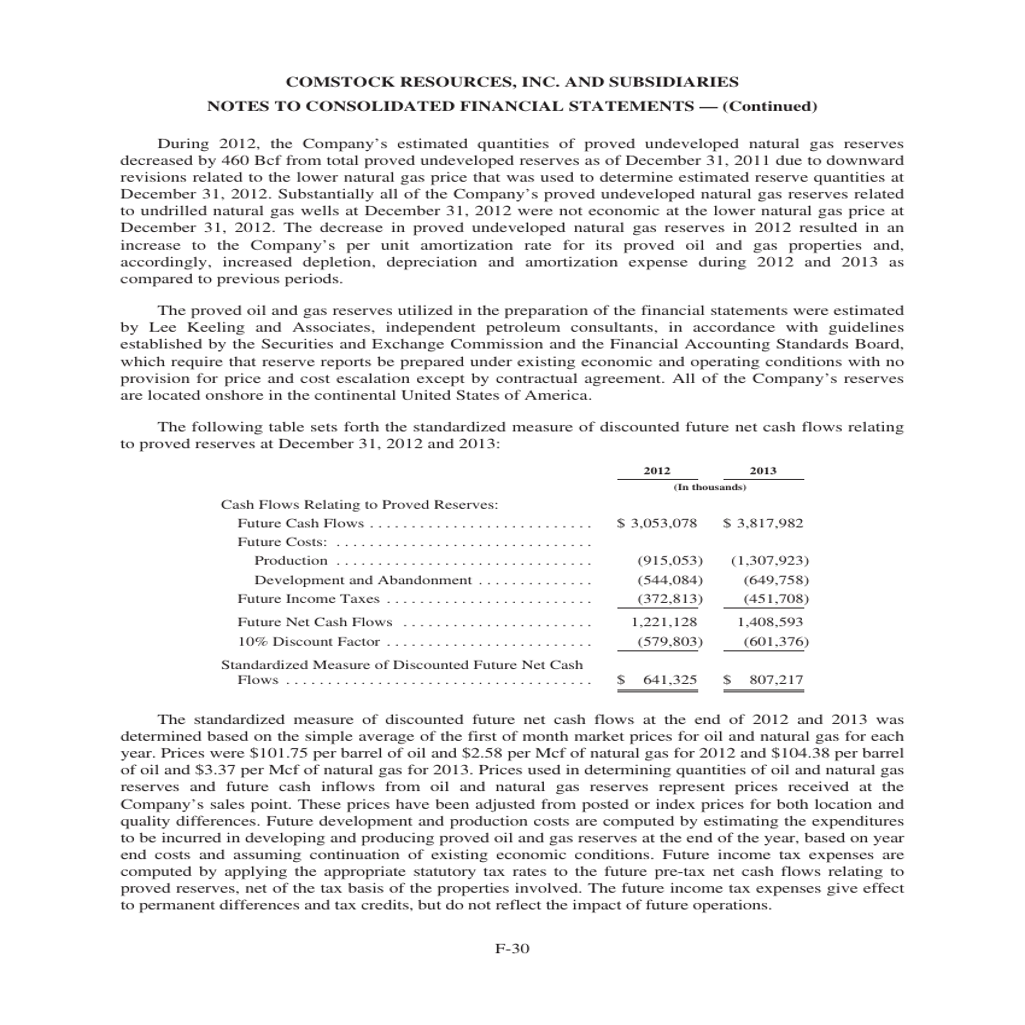 COMSTOCK RESOURCES, INC. AND SUBSIDIARIES
NOTES TO CONSOLIDATED FINANCIAL STATEMENTS — (Continued)
During 2012, the Company's estimated quantities of proved undeveloped natural gas reserves
decreased by 460 Bcf from total proved undeveloped reserves as of December 31, 2011 due to downward
revisions related to the lower natural gas price that was used to determine estimated reserve quantities at
December 31, 2012. Substantially all of the Company's proved undeveloped natural gas reserves related
to undrilled natural gas wells at December 31, 2012 were not economic at the lower natural gas price at
December 31, 2012. The decrease in proved undeveloped natural gas reserves in 2012 resulted in an
increase to the Company's per unit amortization rate for its proved oil and gas properties and,
accordingly, increased depletion, depreciation and amortization expense during 2012 and 2013 as
compared to previous periods.
The proved oil and gas reserves utilized in the preparation of the financial statements were estimated
by Lee Keeling and Associates, independent petroleum consultants, in accordance with guidelines
established by the Securities and Exchange Commission and the Financial Accounting Standards Board,
which require that reserve reports be prepared under existing economic and operating conditions with no
provision for price and cost escalation except by contractual agreement. All of the Company's reserves
are located onshore in the continental United States of America.
The following table sets forth the standardized measure of discounted future net cash flows relating
to proved reserves at December 31, 2012 and 2013:
2012 2013
(In thousands)
Cash Flows Relating to Proved Reserves:
Future Cash Flows . . . . . . . . . . . . . . . . . . . . . . . . . . . $ 3,053,078 $ 3,817,982
Future Costs: . . . . . . . . . . . . . . . . . . . . . . . . . . . . . . .
Production . . . . . . . . . . . . . . . . . . . . . . . . . . . . . . . (915,053) (1,307,923)
Development and Abandonment . . . . . . . . . . . . . . (544,084) (649,758)
Future Income Taxes . . . . . . . . . . . . . . . . . . . . . . . . . (372,813) (451,708)
Future Net Cash Flows . . . . . . . . . . . . . . . . . . . . . . . 1,221,128 1,408,593
10% Discount Factor . . . . . . . . . . . . . . . . . . . . . . . . . (579,803) (601,376)
Standardized Measure of Discounted Future Net Cash
Flows . . . . . . . . . . . . . . . . . . . . . . . . . . . . . . . . . . . . . $ 641,325 $ 807,217
The standardized measure of discounted future net cash flows at the end of 2012 and 2013 was
determined based on the simple average of the first of month market prices for oil and natural gas for each
year. Prices were $101.75 per barrel of oil and $2.58 per Mcf of natural gas for 2012 and $104.38 per barrel
of oil and $3.37 per Mcf of natural gas for 2013. Prices used in determining quantities of oil and natural gas
reserves and future cash inflows from oil and natural gas reserves represent prices received at the
Company's sales point. These prices have been adjusted from posted or index prices for both location and
quality differences. Future development and production costs are computed by estimating the expenditures
to be incurred in developing and producing proved oil and gas reserves at the end of the year, based on year
end costs and assuming continuation of existing economic conditions. Future income tax expenses are
computed by applying the appropriate statutory tax rates to the future pre-tax net cash flows relating to
proved reserves, net of the tax basis of the properties involved. The future income tax expenses give effect
to permanent differences and tax credits, but do not reflect the impact of future operations.
F-30